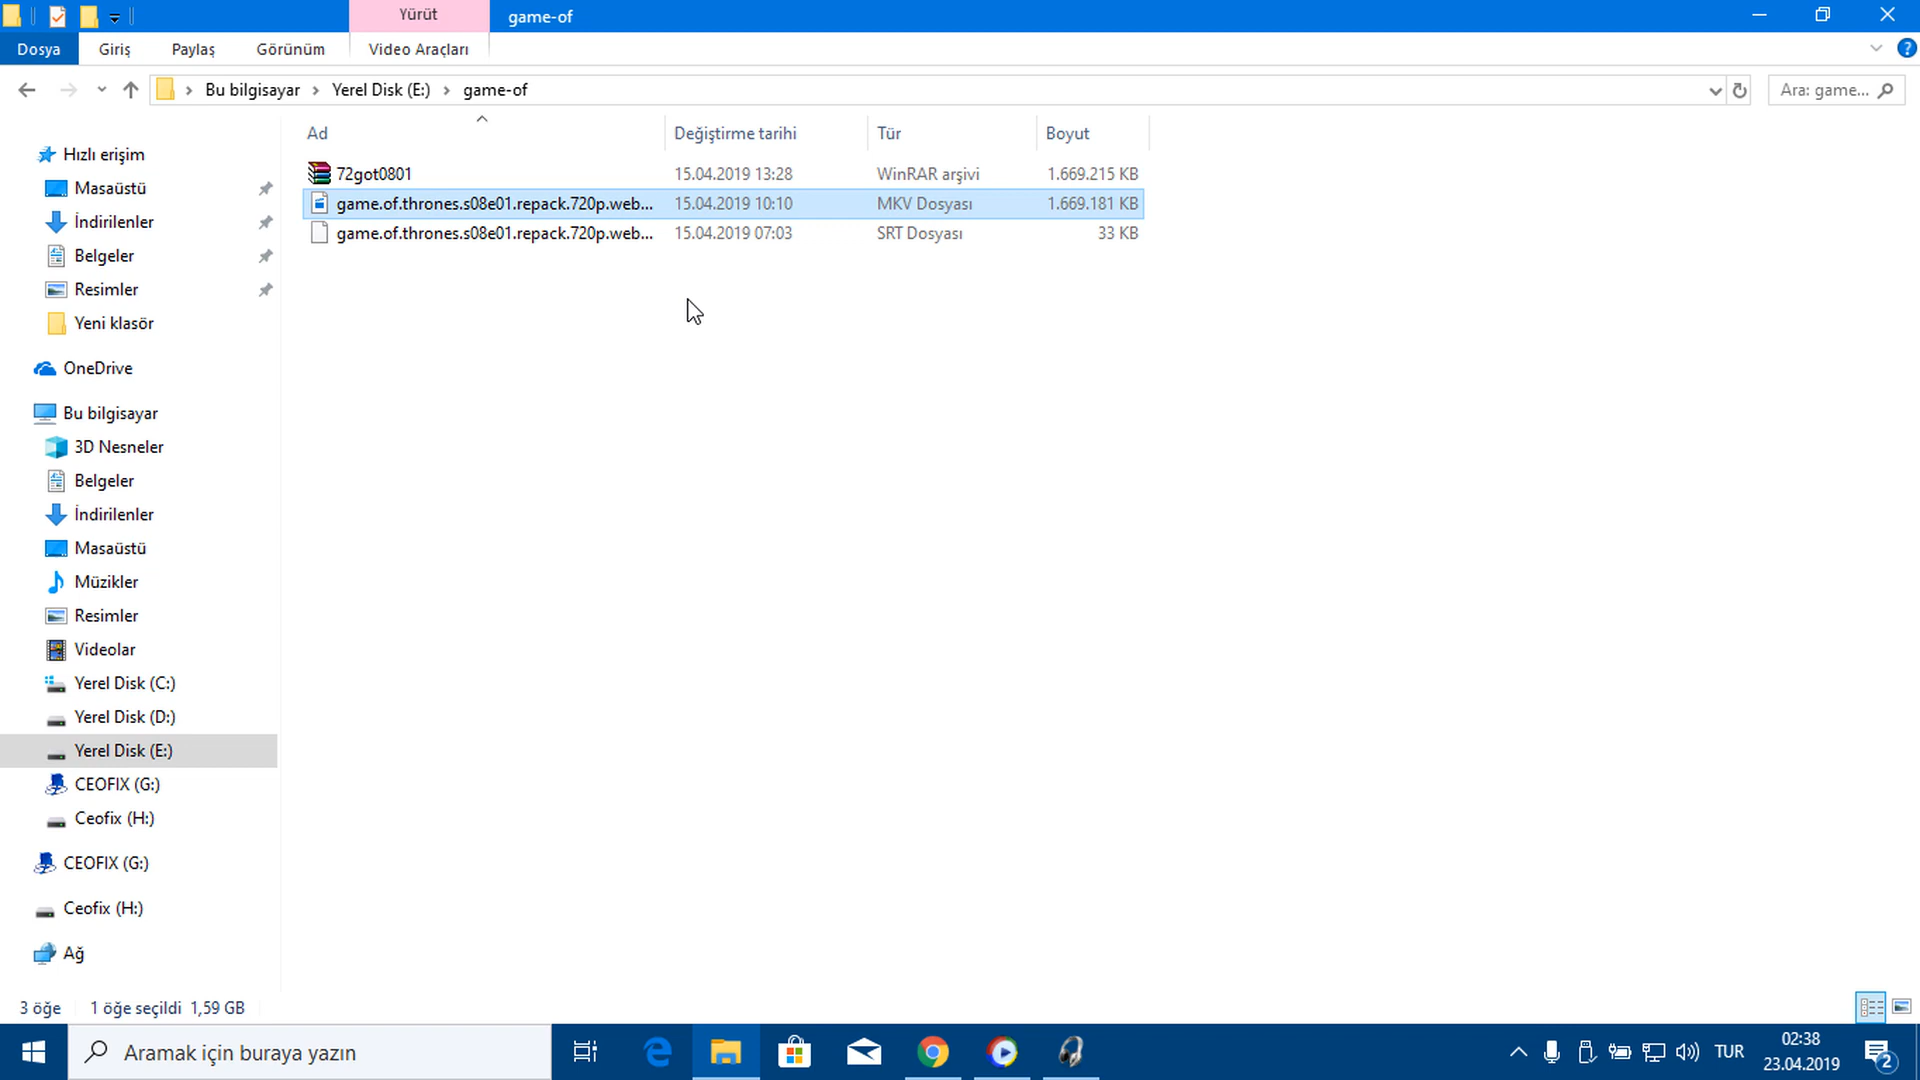 Yürüt
game-of
Dosya
Giriş
Paylaş
Görünüm
Video Araçları
Bu bilgisayar
Yerel Disk (E:)
game-of
Ara: game...
Ad
Değiştirme tarihi
Tür
Boyut
72got0801
15.04.2019 13:28
WinRAR arşivi
1.669.215 KB
game.of.thrones.s08e01.repack.720p.web...
15.04.2019 10:10
MKV Dosyası
1.669.181 KB
game.of.thrones.s08e01.repack.720p.web...
15.04.2019 07:03
SRT Dosyası
33 KB
Hızlı erişim
Masaüstü
İndirilenler
Belgeler
Resimler
Yeni klasör
OneDrive
Bu bilgisayar
3D Nesneler
Belgeler
İndirilenler
Masaüstü
Müzikler
Resimler
Videolar
Yerel Disk (C:)
Yerel Disk (D:)
Yerel Disk (E:)
CEOFIX (G:)
Ceofix (H:)
CEOFIX (G:)
Ceofix (H:)
Ağ
3 öğe
1 öğe seçildi 1,59 GB
Aramak için buraya yazın
TUR
02:38
23.04.2019
2